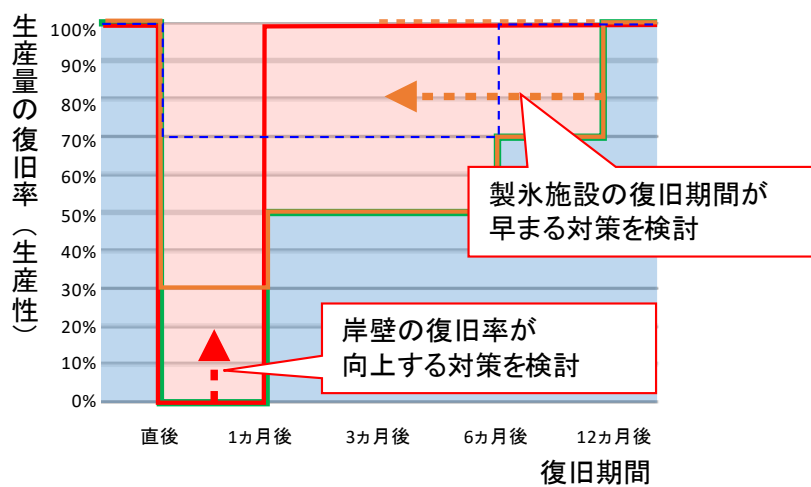 生産量の復旧率（生産性）
100%
90%
80%
70%
60%
50%
40%
30%
20%
10%
0%
製氷施設の復旧期間が
早まる対策を検討
岸壁の復旧率が
向上する対策を検討
直後
1ヵ月後
3ヵ月後
6ヵ月後
12ヵ月後
復旧期間